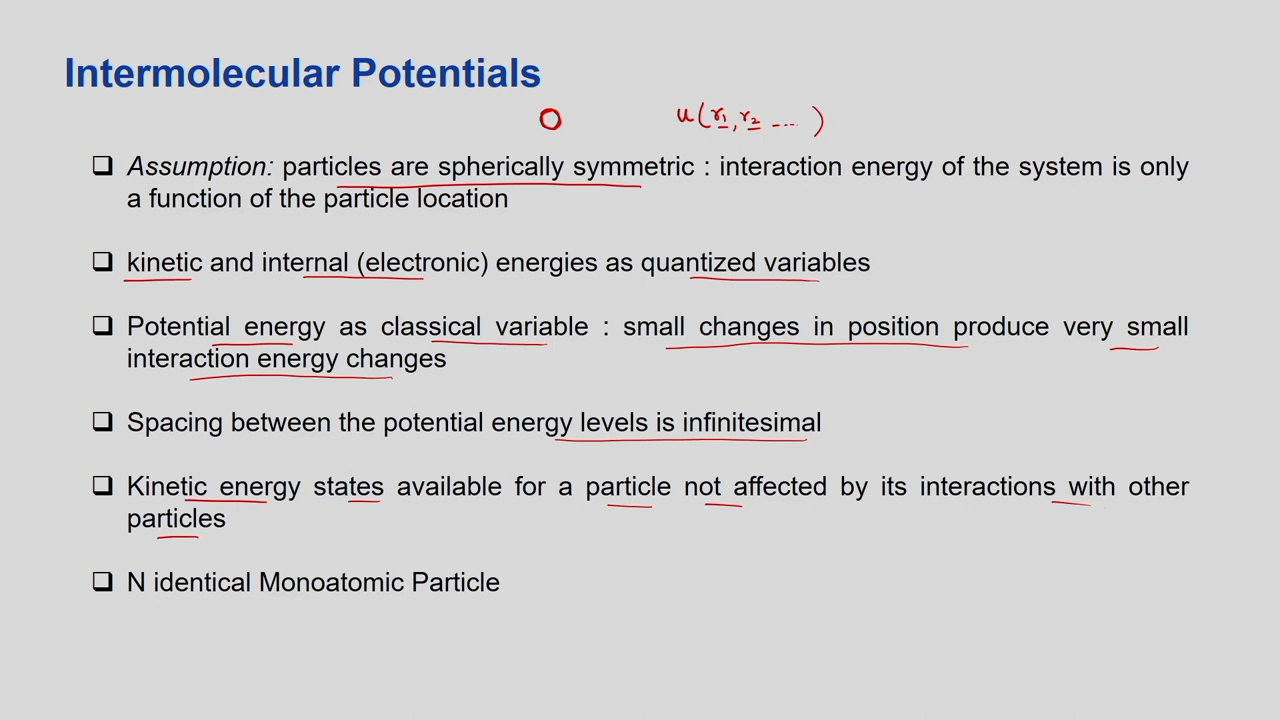 Intermolecular Potentials
u(r1, r2 ....)
❑ Assumption: particles are spherically symmetric : interaction energy of the system is only
a function of the particle location
❑ kinetic and internal (electronic) energies as quantized variables
❑ Potential energy as classical variable : small changes in position produce very small
interaction energy changes
❑ Spacing between the potential energy levels is infinitesimal
❑ Kinetic energy states available for a particle not affected by its interactions with other
particles
❑ N identical Monoatomic Particle